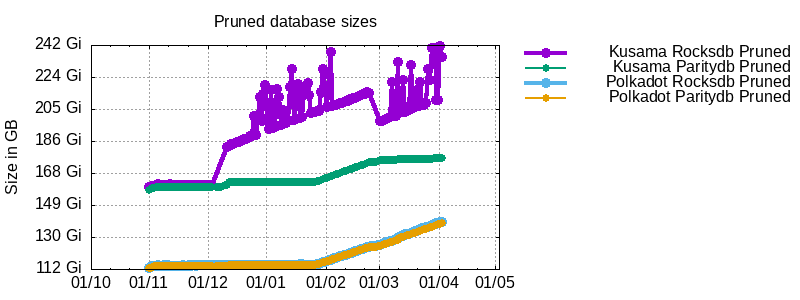 Pruned database sizes
242 Gi
224 Gi
205 Gi
186 Gi
168 Gi
149 Gi
130 Gi
112 Gi
Size in GB
01/10 01/11 01/12 01/01 01/02 01/03 01/04 01/05
Kusama Rocksdb Pruned
Kusama Paritydb Pruned
Polkadot Rocksdb Pruned
Polkadot Paritydb Pruned